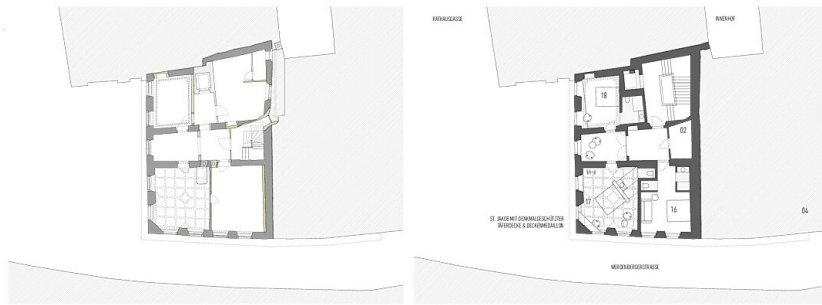 RATHAUSGASSE
INNENHOF
18
02
17
16
04
ST. JAKOB MIT DENKMALGESCHÜTZTER
TÄFERDECKE & DECKENMEDAILLON
WERDENBERGERSTRASSE